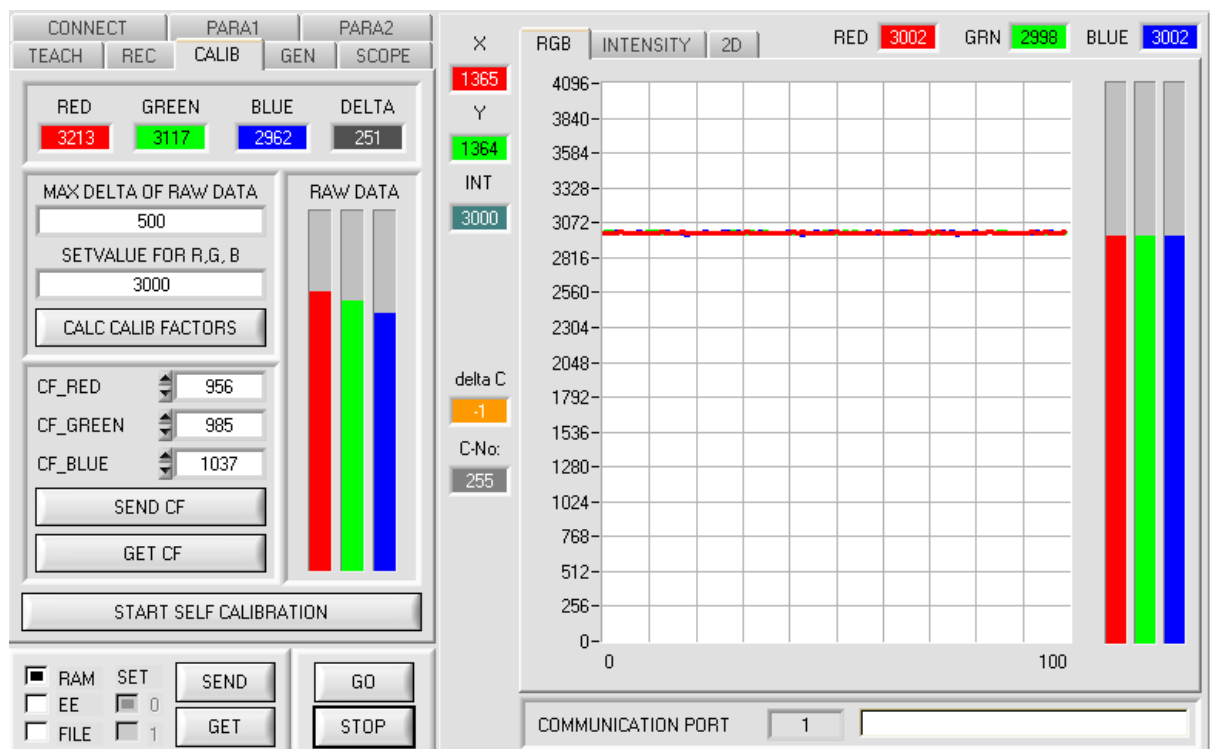 CONNECT PARA1 PARA2
TEACH REC CALIB GEN SCOPE
RED GREEN BLUE DELTA
3213 3117 2962 251
MAX DELTA OF RAW DATA
500
SETVALUE FOR R,G, B
3000
CALC CALIB FACTORS
RAW DATA
CF_RED 956
CF_GREEN 985
CF_BLUE 1037
SEND CF
GET CF
START SELF CALIBRATION
RAM SET
EE 0
FILE 1
SEND
GET
GO
STOP
X
1365
Y
1364
INT
3000
delta C
-1
C-No:
255
RGB INTENSITY 2D
RED 3002 GRN 2998 BLUE 3002
4096
3840
3584
3328
3072
2816
2560
2304
2048
1792
1536
1280
1024
768
512
256
0
0 100
COMMUNICATION PORT 1